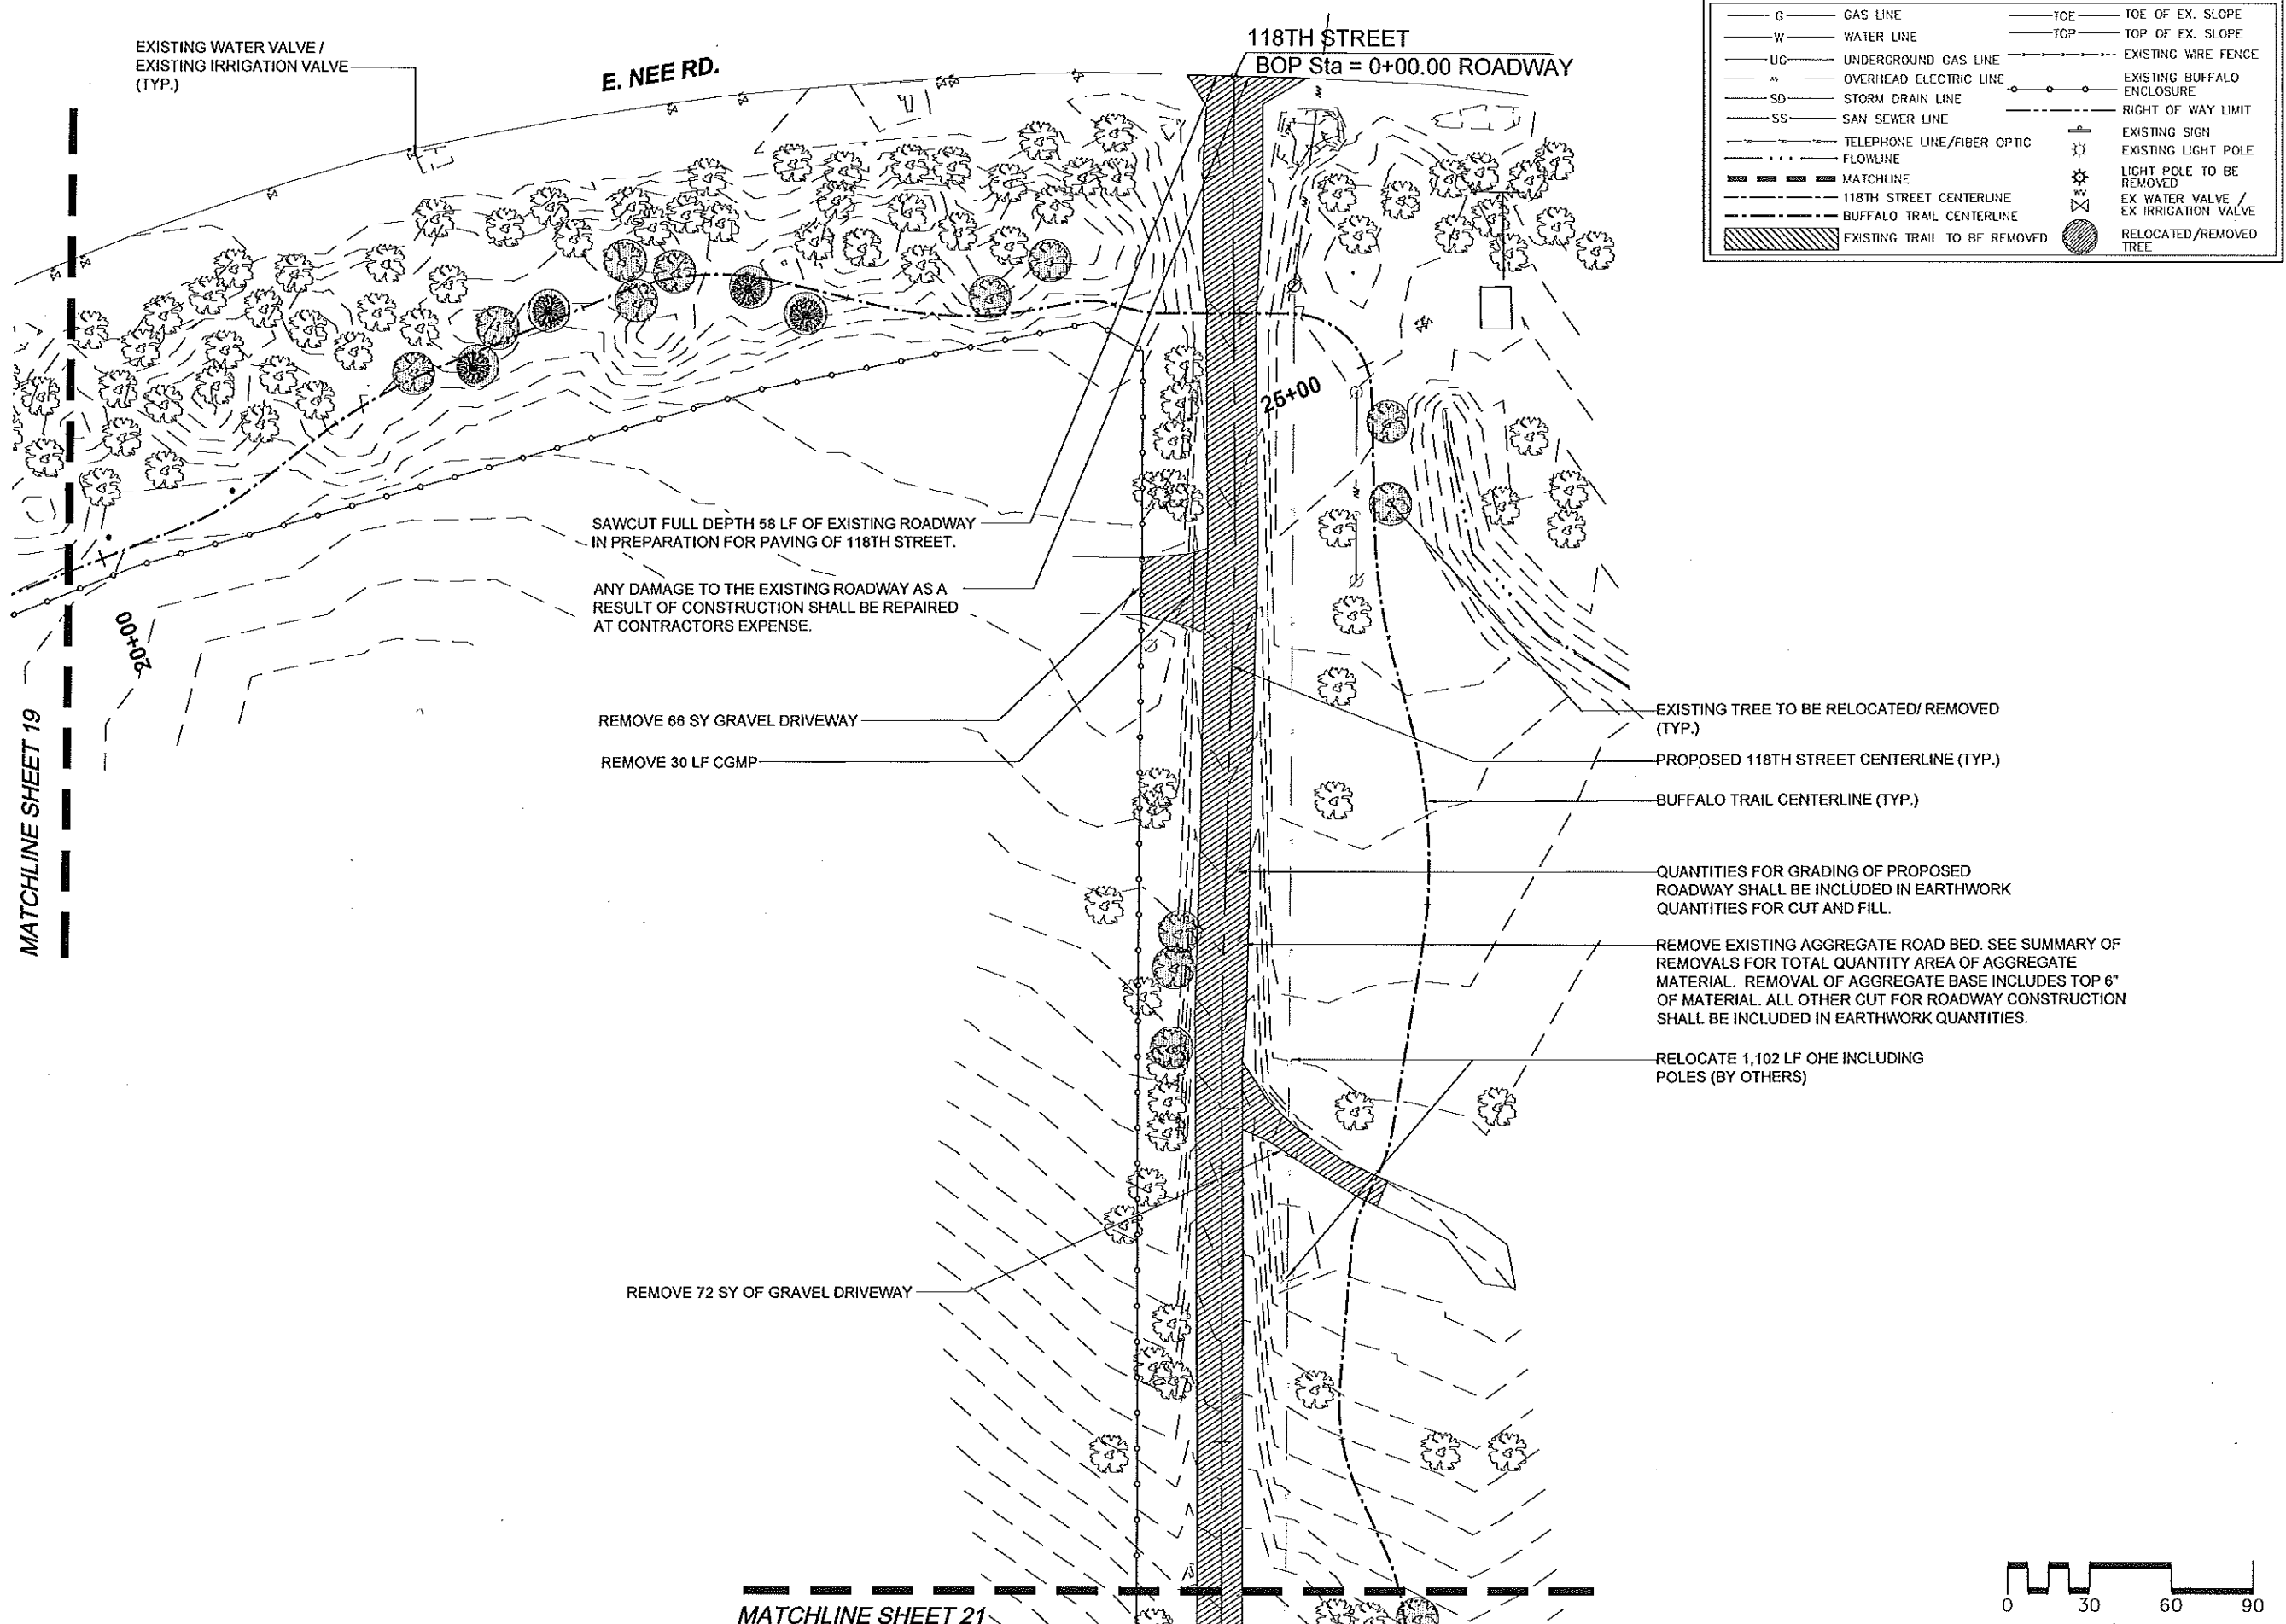 EXISTING WATER VALVE /
EXISTING IRRIGATION VALVE
(TYP.)
E. NEE RD.
118TH STREET
BOP Sta = 0+00.00 ROADWAY
G GAS LINE
W WATER LINE
UG UNDERGROUND GAS LINE
OVERHEAD ELECTRIC LINE
SD STORM DRAIN LINE
SS SAN SEWER LINE
TELEPHONE LINE/FIBER OPTIC
FLOWLINE
MATCHLINE
118TH STREET CENTERLINE
BUFFALO TRAIL CENTERLINE
EXISTING TRAIL TO BE REMOVED
TOE TOE OF EX. SLOPE
TOP TOP OF EX. SLOPE
EXISTING WIRE FENCE
EXISTING BUFFALO
ENCLOSURE
RIGHT OF WAY LIMIT
EXISTING SIGN
EXISTING LIGHT POLE
LIGHT POLE TO BE
REMOVED
WV EX WATER VALVE /
EX IRRIGATION VALVE
RELOCATED/REMOVED
TREE
25+00
20+00
MATCHLINE SHEET 19
SAWCUT FULL DEPTH 58 LF OF EXISTING ROADWAY
IN PREPARATION FOR PAVING OF 118TH STREET.
ANY DAMAGE TO THE EXISTING ROADWAY AS A
RESULT OF CONSTRUCTION SHALL BE REPAIRED
AT CONTRACTORS EXPENSE.
REMOVE 66 SY GRAVEL DRIVEWAY
REMOVE 30 LF CGMP
REMOVE 72 SY OF GRAVEL DRIVEWAY
EXISTING TREE TO BE RELOCATED/ REMOVED
(TYP.)
PROPOSED 118TH STREET CENTERLINE (TYP.)
BUFFALO TRAIL CENTERLINE (TYP.)
QUANTITIES FOR GRADING OF PROPOSED
ROADWAY SHALL BE INCLUDED IN EARTHWORK
QUANTITIES FOR CUT AND FILL.
REMOVE EXISTING AGGREGATE ROAD BED. SEE SUMMARY OF
REMOVALS FOR TOTAL QUANTITY AREA OF AGGREGATE
MATERIAL. REMOVAL OF AGGREGATE BASE INCLUDES TOP 6"
OF MATERIAL. ALL OTHER CUT FOR ROADWAY CONSTRUCTION
SHALL BE INCLUDED IN EARTHWORK QUANTITIES.
RELOCATE 1,102 LF OHE INCLUDING
POLES (BY OTHERS)
MATCHLINE SHEET 21
0 30 60 90